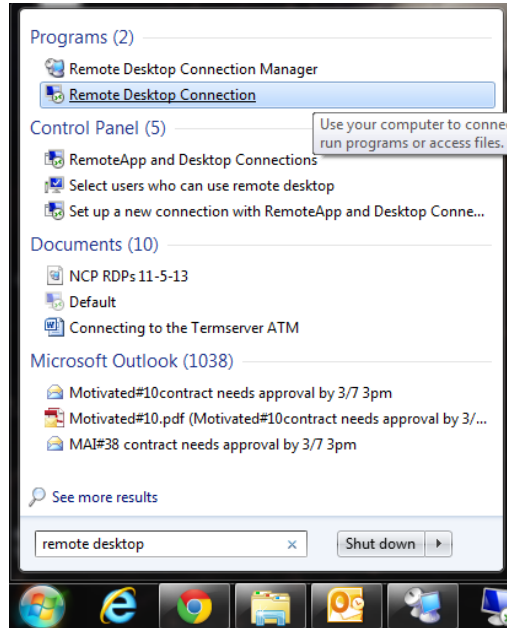 Programs (2)
Remote Desktop Connection Manager
Remote Desktop Connection
Use your computer to connec
run programs or access files.
Control Panel (5)
RemoteApp and Desktop Connections
Select users who can use remote desktop
Set up a new connection with RemoteApp and Desktop Conne...
Documents (10)
NCP RDPs 11-5-13
Default
Connecting to the Termserver ATM
Microsoft Outlook (1038)
Motivated#10contract needs approval by 3/7 3pm
Motivated#10.pdf (Motivated#10contract needs approval by 3/...
MAI#38 contract needs approval by 3/7 3pm
See more results
remote desktop
Shut down